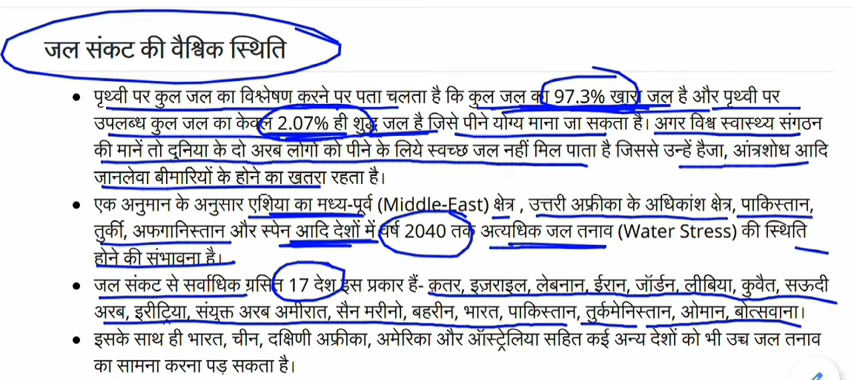 जल संकट की वैश्विक स्थिति
• पृथ्वी पर कुल जल का विश्लेषण करने पर पता चलता है कि कुल जल का 97.3% खारा जल है और पृथ्वी पर
उपलब्ध कुल जल का केवल 2.07% ही शुद्ध जल है जिसे पीने योग्य माना जा सकता है। अगर विश्व स्वास्थ्य संगठन
की मानें तो दुनिया के दो अरब लोगों को पीने के लिये स्वच्छ जल नहीं मिल पाता है जिससे उन्हें हैजा, आंत्रशोध आदि
जानलेवा बीमारियों के होने का खतरा रहता है।
• एक अनुमान के अनुसार एशिया का मध्य-पूर्व (Middle-East) क्षेत्र , उत्तरी अफ्रीका के अधिकांश क्षेत्र, पाकिस्तान,
तुर्की, अफगानिस्तान और स्पेन आदि देशों में वर्ष 2040 तक अत्यधिक जल तनाव (Water Stress) की स्थिति
होने की संभावना है।
• जल संकट से सर्वाधिक ग्रसित 17 देश इस प्रकार हैं- क़तर, इज़राइल, लेबनान, ईरान, जॉर्डन, लीबिया, कुवैत, सऊदी
अरब, इरीट्रिया, संयुक्त अरब अमीरात, सैन मरीनो, बहरीन, भारत, पाकिस्तान, तुर्कमेनिस्तान, ओमान, बोत्सवाना।
• इसके साथ ही भारत, चीन, दक्षिणी अफ्रीका, अमेरिका और ऑस्ट्रेलिया सहित कई अन्य देशों को भी उच्च जल तनाव
का सामना करना पड़ सकता है।